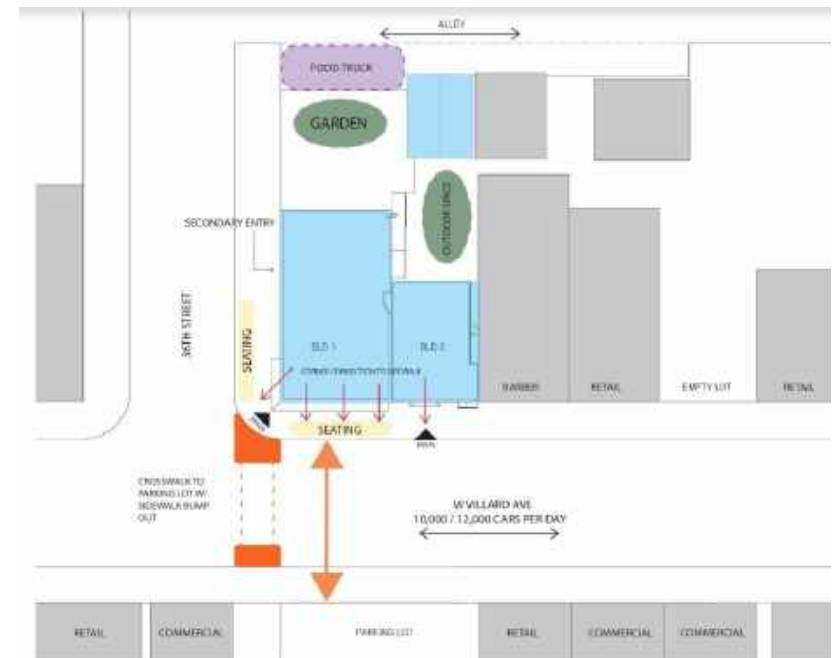 ALLEY
FOOD TRUCK
GARDEN
OUTDOOR SPACE
SECONDARY ENTRY
36TH STREET
SEATING
BLD 1
BLD 2
BARBER
RETAIL
EMPTY LOT
RETAIL
SEATING
MAIN
CROSSWALK TO
PARKING LOT W/
SIDEWALK BUMP
OUT
W VILLARD AVE
10,000 / 12,000 CARS PER DAY
RETAIL
COMMERCIAL
PARKING LOT
RETAIL
COMMERCIAL
COMMERCIAL